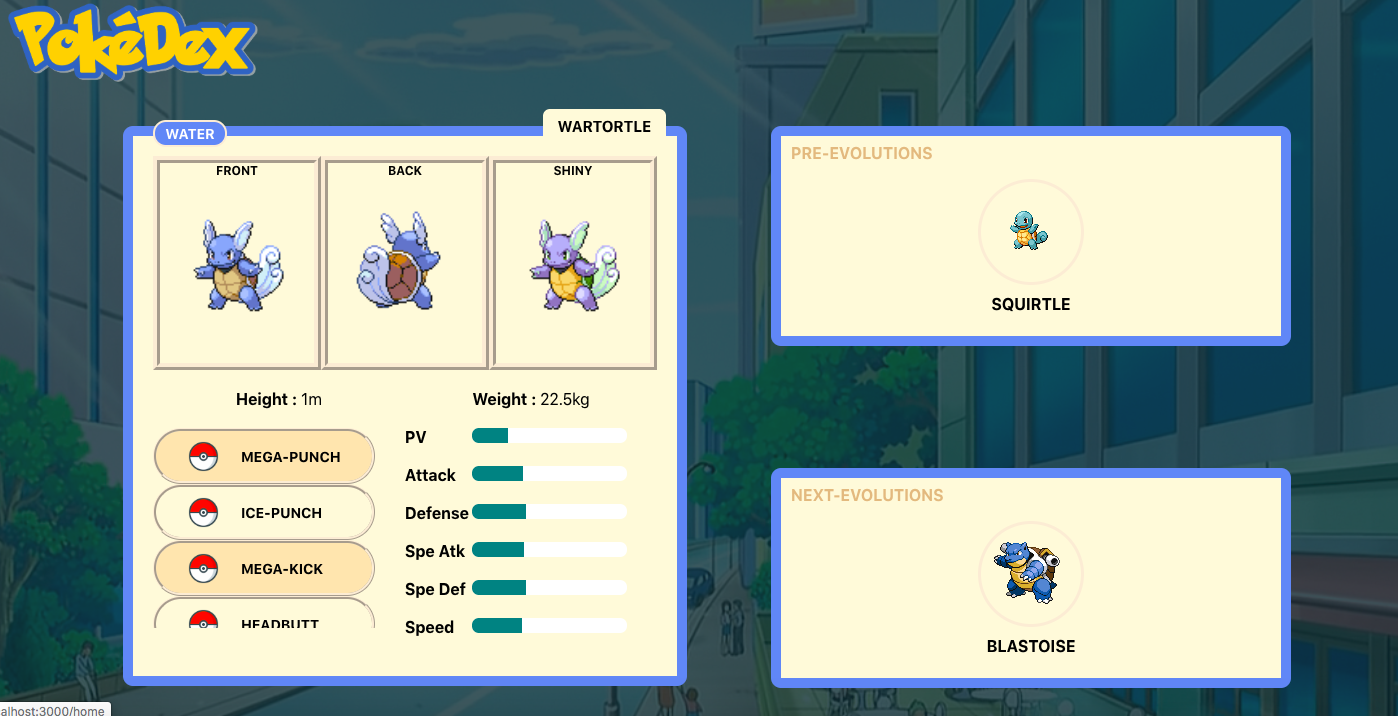 PokéDex
WATER
WARTORTLE
FRONT
BACK
SHINY
Height : 1m
Weight : 22.5kg
MEGA-PUNCH
ICE-PUNCH
MEGA-KICK
HEADBUTT
PV
Attack
Defense
Spe Atk
Spe Def
Speed
PRE-EVOLUTIONS
SQUIRTLE
NEXT-EVOLUTIONS
BLASTOISE
alhost:3000/home